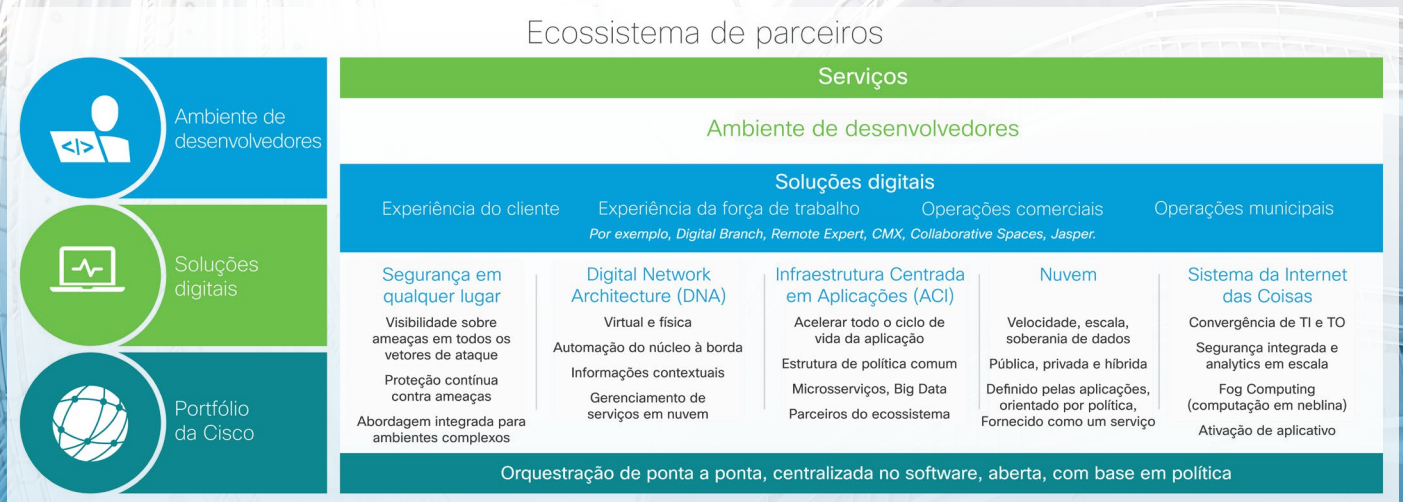 Ecossistema de parceiros
Ambiente de
desenvolvedores
</>
Soluções
digitais
Portfólio
da Cisco
Serviços
Ambiente de desenvolvedores
Soluções digitais
Experiência do cliente
Experiência da força de trabalho
Operações comerciais
Operações municipais
Por exemplo, Digital Branch, Remote Expert, CMX, Collaborative Spaces, Jasper.
Segurança em
qualquer lugar
Visibilidade sobre
ameaças em todos os
vetores de ataque
Proteção contínua
contra ameaças
Abordagem integrada para
ambientes complexos
Digital Network
Architecture (DNA)
Virtual e física
Automação do núcleo à borda
Informações contextuais
Gerenciamento de
serviços em nuvem
Infraestrutura Centrada
em Aplicações (ACI)
Acelerar todo o ciclo de
vida da aplicação
Estrutura de política comum
Microsserviços, Big Data
Parceiros do ecossistema
Nuvem
Velocidade, escala,
soberania de dados
Pública, privada e híbrida
Definido pelas aplicações,
orientado por política,
Fornecido como um serviço
Sistema da Internet
das Coisas
Convergência de TI e TO
Segurança integrada e
analytics em escala
Fog Computing
(computação em neblina)
Ativação de aplicativo
Orquestração de ponta a ponta, centralizada no software, aberta, com base em política